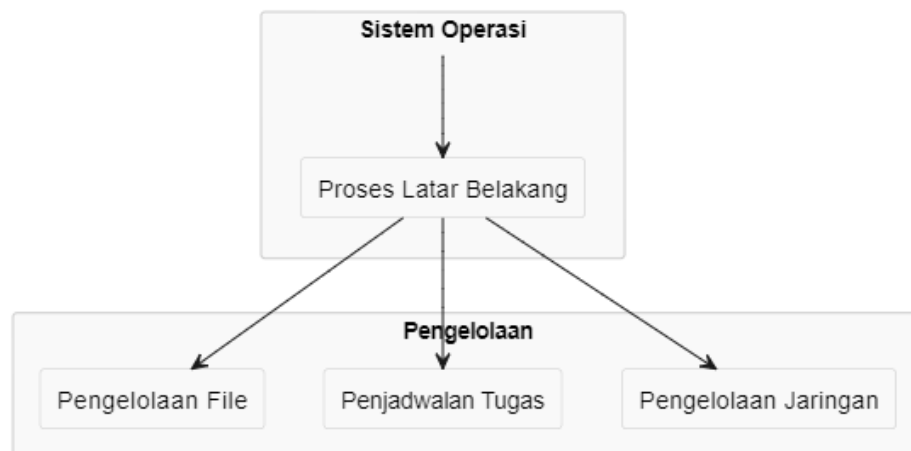 Sistem Operasi
Proses Latar Belakang
Pengelolaan
Pengelolaan File
Penjadwalan Tugas
Pengelolaan Jaringan